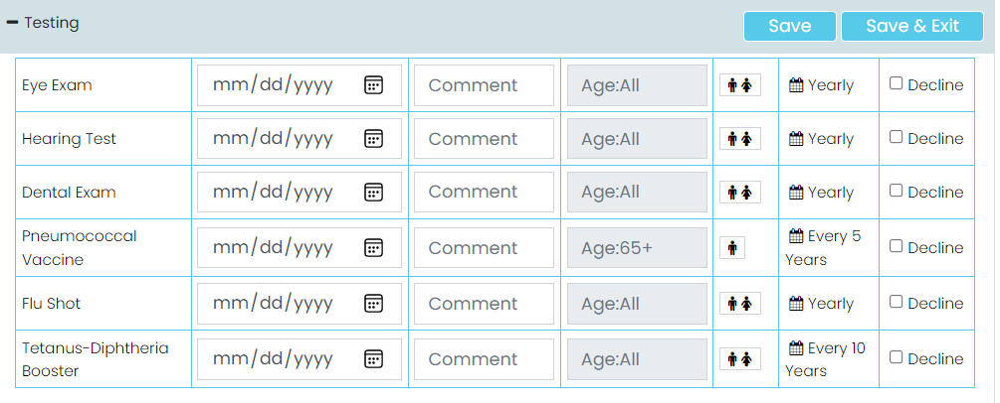 Testing
Save Save & Exit
Eye Exam mm/dd/yyyy Comment Age:All Yearly Decline
Hearing Test mm/dd/yyyy Comment Age:All Yearly Decline
Dental Exam mm/dd/yyyy Comment Age:All Yearly Decline
Pneumococcal
Vaccine mm/dd/yyyy Comment Age:65+ Every 5
Years Decline
Flu Shot mm/dd/yyyy Comment Age:All Yearly Decline
Tetanus-Diphtheria
Booster mm/dd/yyyy Comment Age:All Every 10
Years Decline